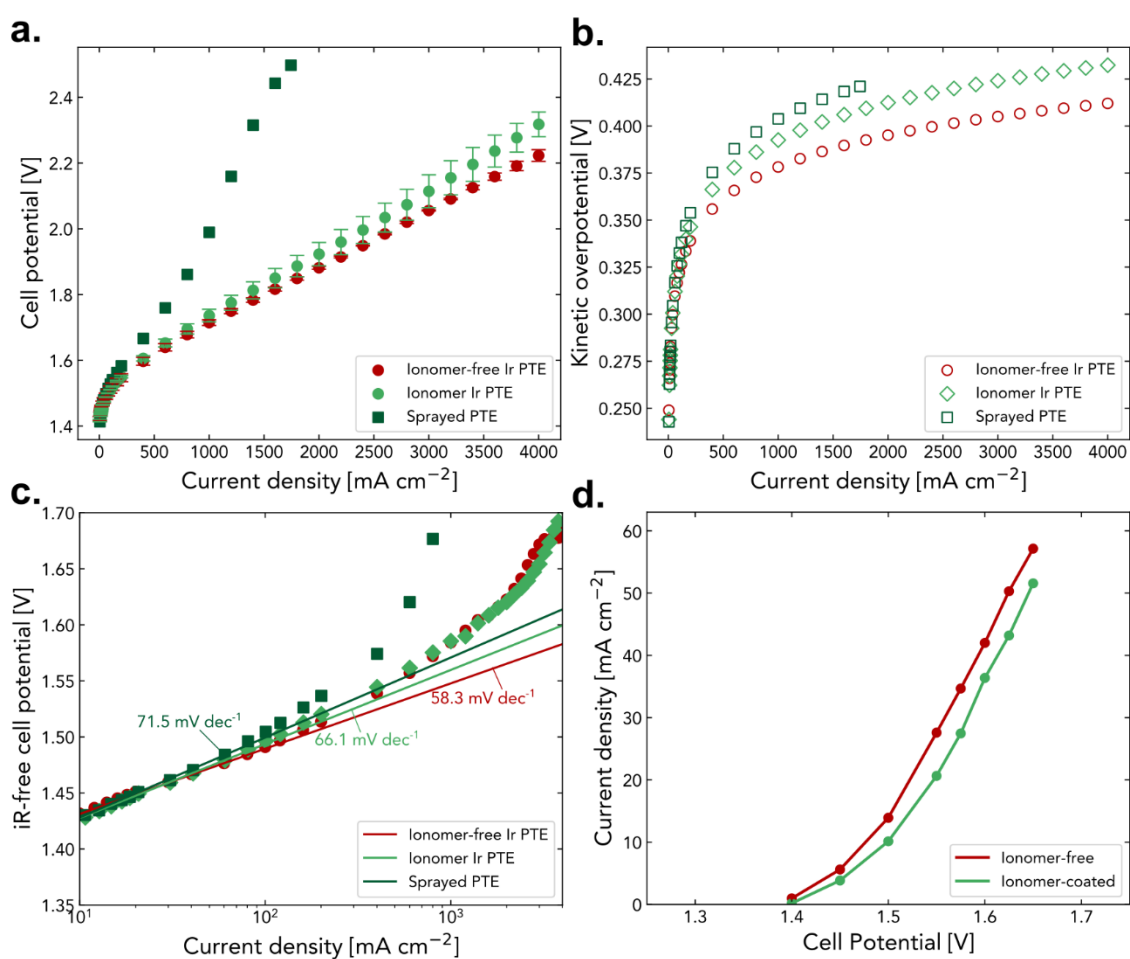 a.
Cell potential [V]
2.4
2.2
2.0
1.8
1.6
1.4
0 500 1000 1500 2000 2500 3000 3500 4000
Current density [mA cm⁻²]
Ionomer-free Ir PTE
Ionomer Ir PTE
Sprayed PTE
b.
Kinetic overpotential [V]
0.425
0.400
0.375
0.350
0.325
0.300
0.275
0.250
0 500 1000 1500 2000 2500 3000 3500 4000
Current density [mA cm⁻²]
Ionomer-free Ir PTE
Ionomer Ir PTE
Sprayed PTE
c.
iR-free cell potential [V]
1.70
1.65
1.60
1.55
1.50
1.45
1.40
1.35
10¹ 10² 10³
Current density [mA cm⁻²]
71.5 mV dec⁻¹
66.1 mV dec⁻¹
58.3 mV dec⁻¹
Ionomer-free Ir PTE
Ionomer Ir PTE
Sprayed PTE
d.
Current density [mA cm⁻²]
60
50
40
30
20
10
0
1.3 1.4 1.5 1.6 1.7
Cell Potential [V]
Ionomer-free
Ionomer-coated